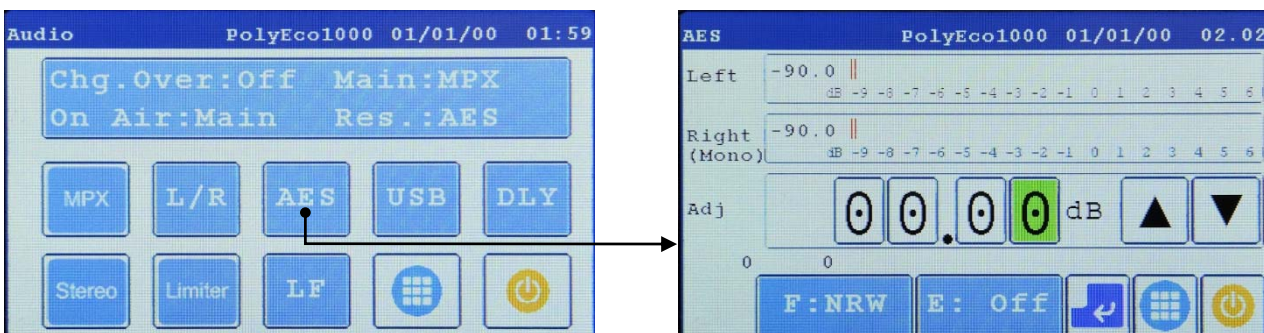 Audio PolyEco1000 01/01/00 01:59
Chg.Over:Off Main:MPX
On Air:Main Res.:AES
MPX L/R AES USB DLY
Stereo Limiter LF
AES PolyEco1000 01/01/00 02.02
Left -90.0
dB -9 -8 -7 -6 -5 -4 -3 -2 -1 0 1 2 3 4 5 6
Right -90.0
(Mono) dB -9 -8 -7 -6 -5 -4 -3 -2 -1 0 1 2 3 4 5 6
Adj 00.00 dB
0 0
F:NRW E: Off